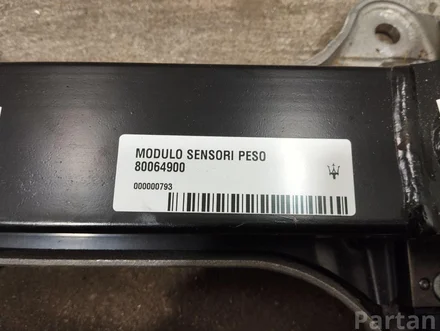 MODULO SENSORI PESO
80064900
000000793
Partan